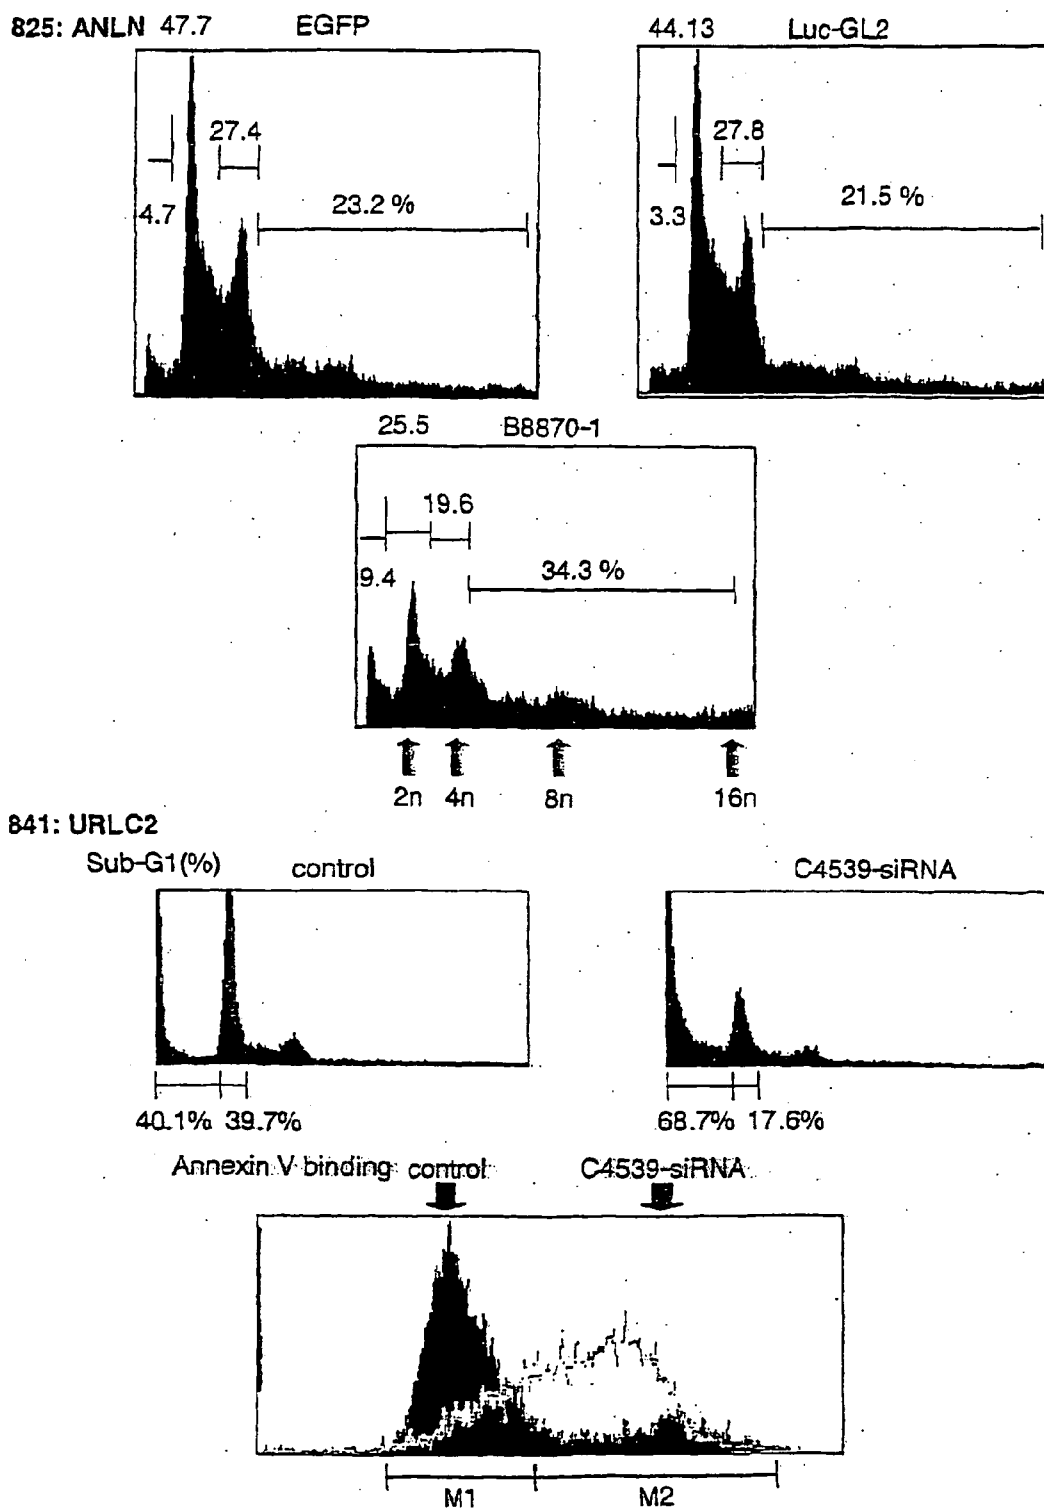 825: ANLN 47.7 EGFP 44.13 Luc-GL2
27.4 27.8
4.7 23.2 % 3.3 21.5 %
25.5 B8870-1
19.6
9.4 34.3 %
2n 4n 8n 16n
841: URLC2
Sub-G1(%) control C4539-siRNA
40.1% 39.7% 68.7% 17.6%
Annexin V binding control C4539-siRNA
M1 M2